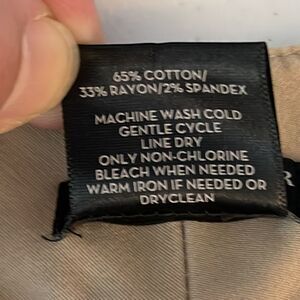 65% COTTON/
33% RAYON/2% SPANDEX
MACHINE WASH COLD
GENTLE CYCLE
LINE DRY
ONLY NON-CHLORINE
BLEACH WHEN NEEDED
WARM IRON IF NEEDED OR
DRYCLEAN
R